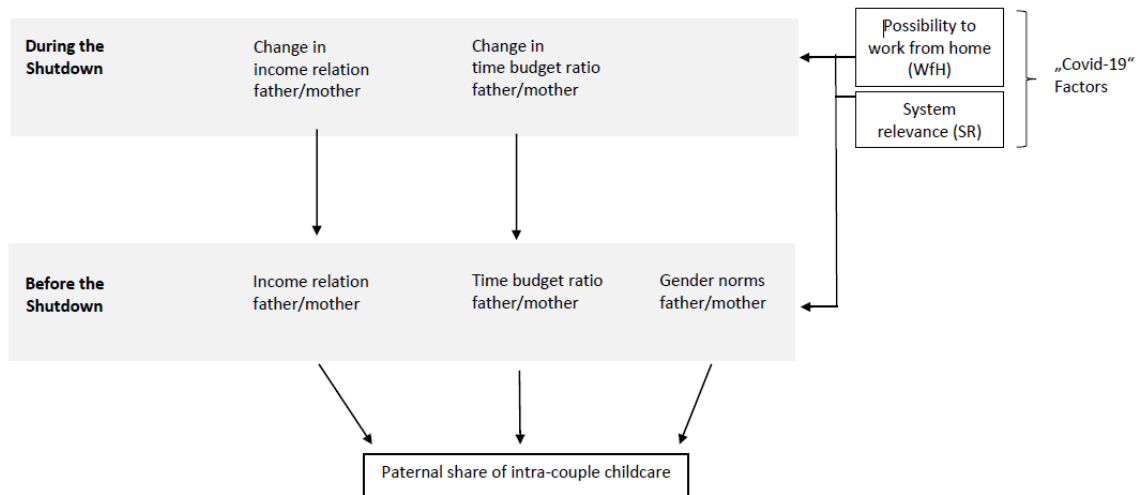 During the
Shutdown
Change in
income relation
father/mother
Change in
time budget ratio
father/mother
Possibility to
work from home
(WfH)
System
relevance (SR)
„Covid-19“
Factors
Before the
Shutdown
Income relation
father/mother
Time budget ratio
father/mother
Gender norms
father/mother
Paternal share of intra-couple childcare